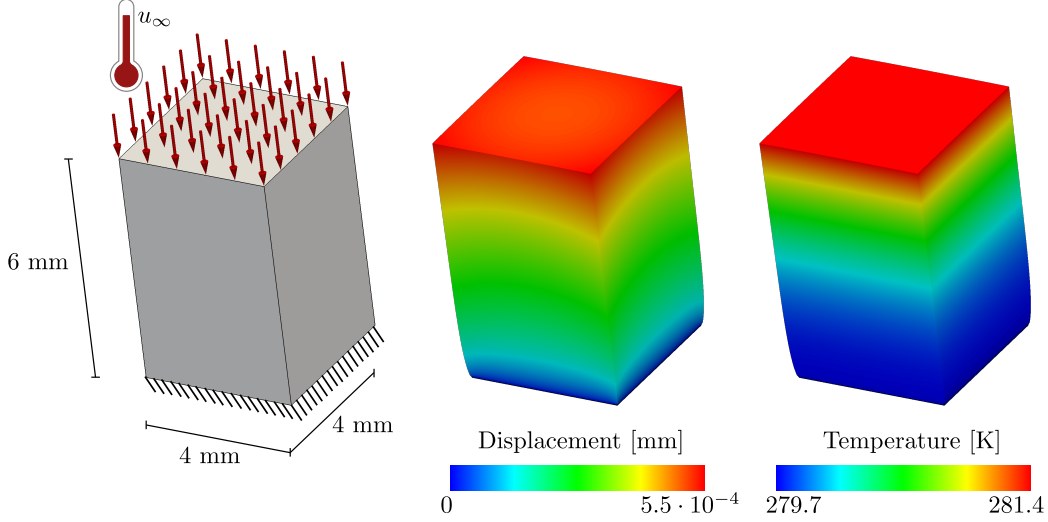 u∞
6 mm
4 mm
4 mm
Displacement [mm]
0
5.5 · 10−4
Temperature [K]
279.7
281.4